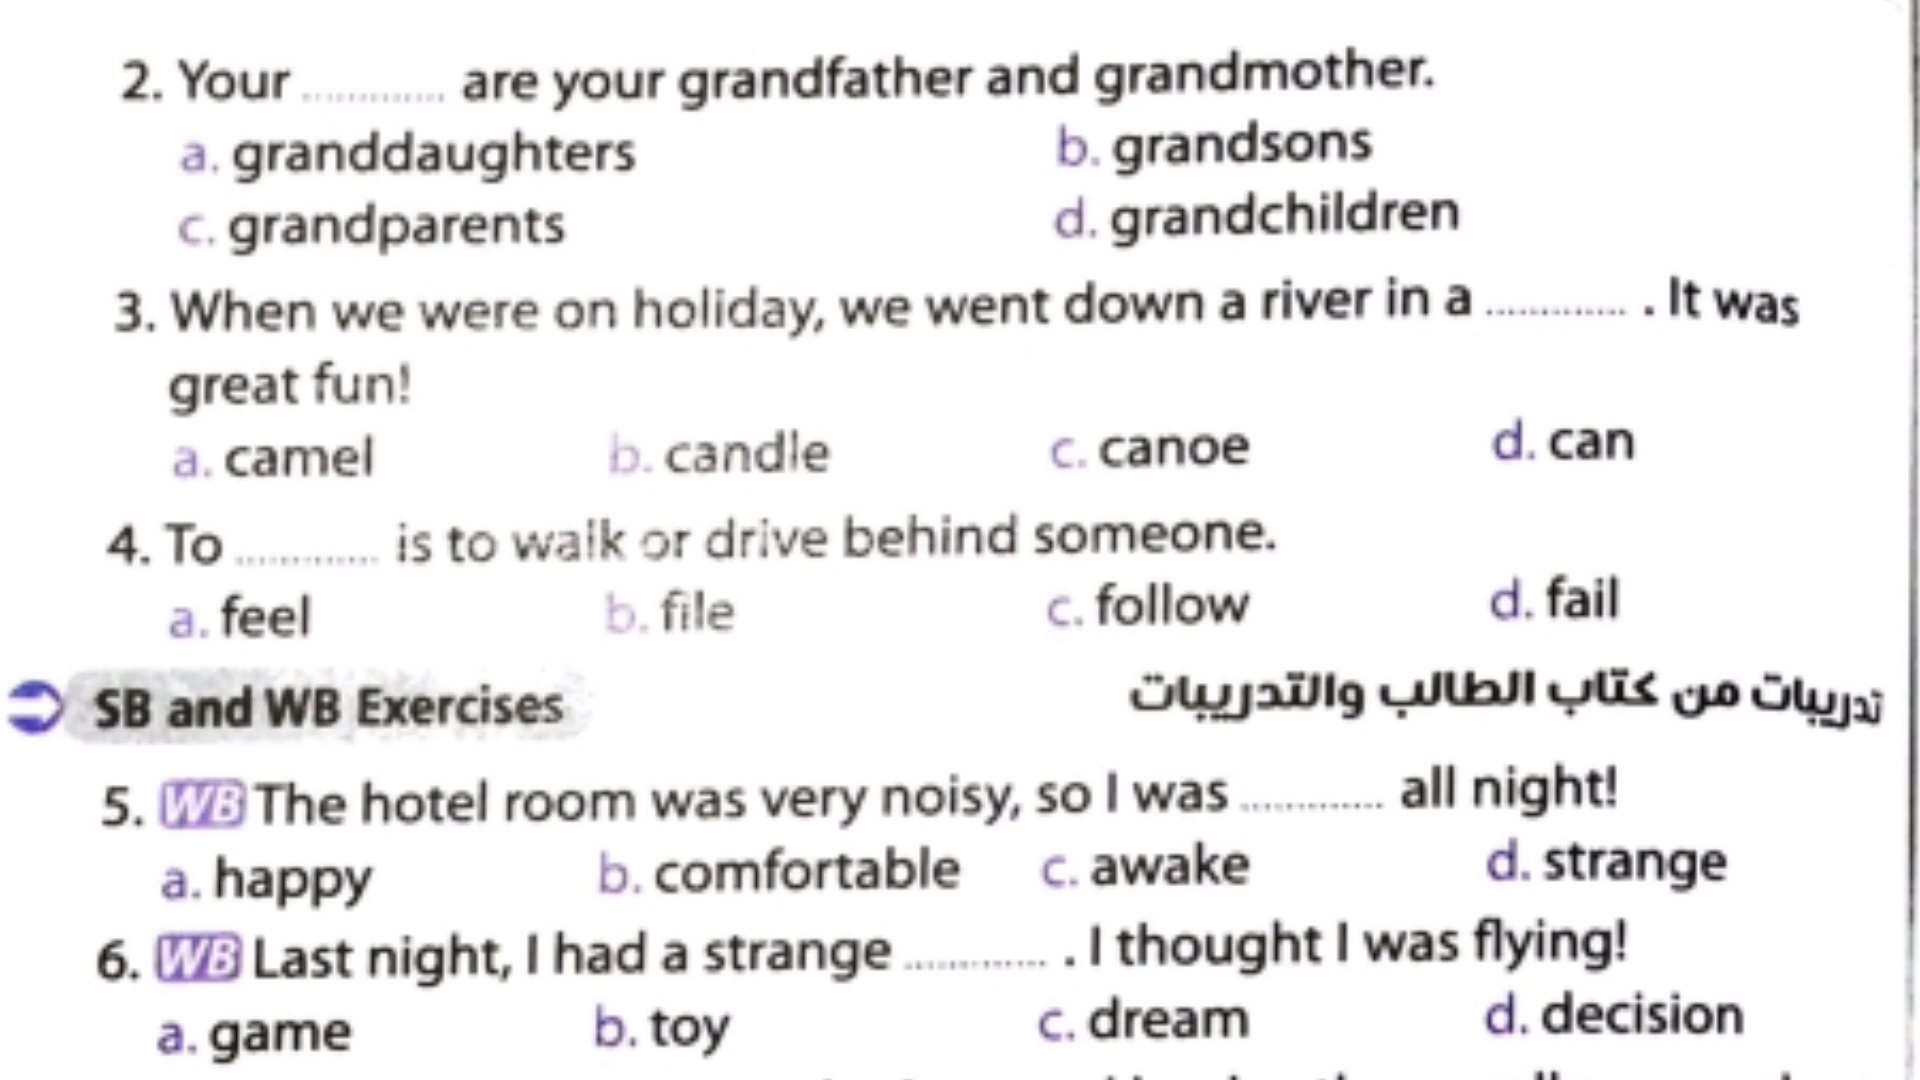 2. Your ............ are your grandfather and grandmother.
a. granddaughters b. grandsons
c. grandparents d. grandchildren
3. When we were on holiday, we went down a river in a ............ . It was
great fun!
a. camel b. candle c. canoe d. can
4. To ............ is to walk or drive behind someone.
a. feel b. file c. follow d. fail
SB and WB Exercises تدريبات من كتاب الطالب والتدريبات
5. WB The hotel room was very noisy, so I was ............ all night!
a. happy b. comfortable c. awake d. strange
6. WB Last night, I had a strange ............ . I thought I was flying!
a. game b. toy c. dream d. decision